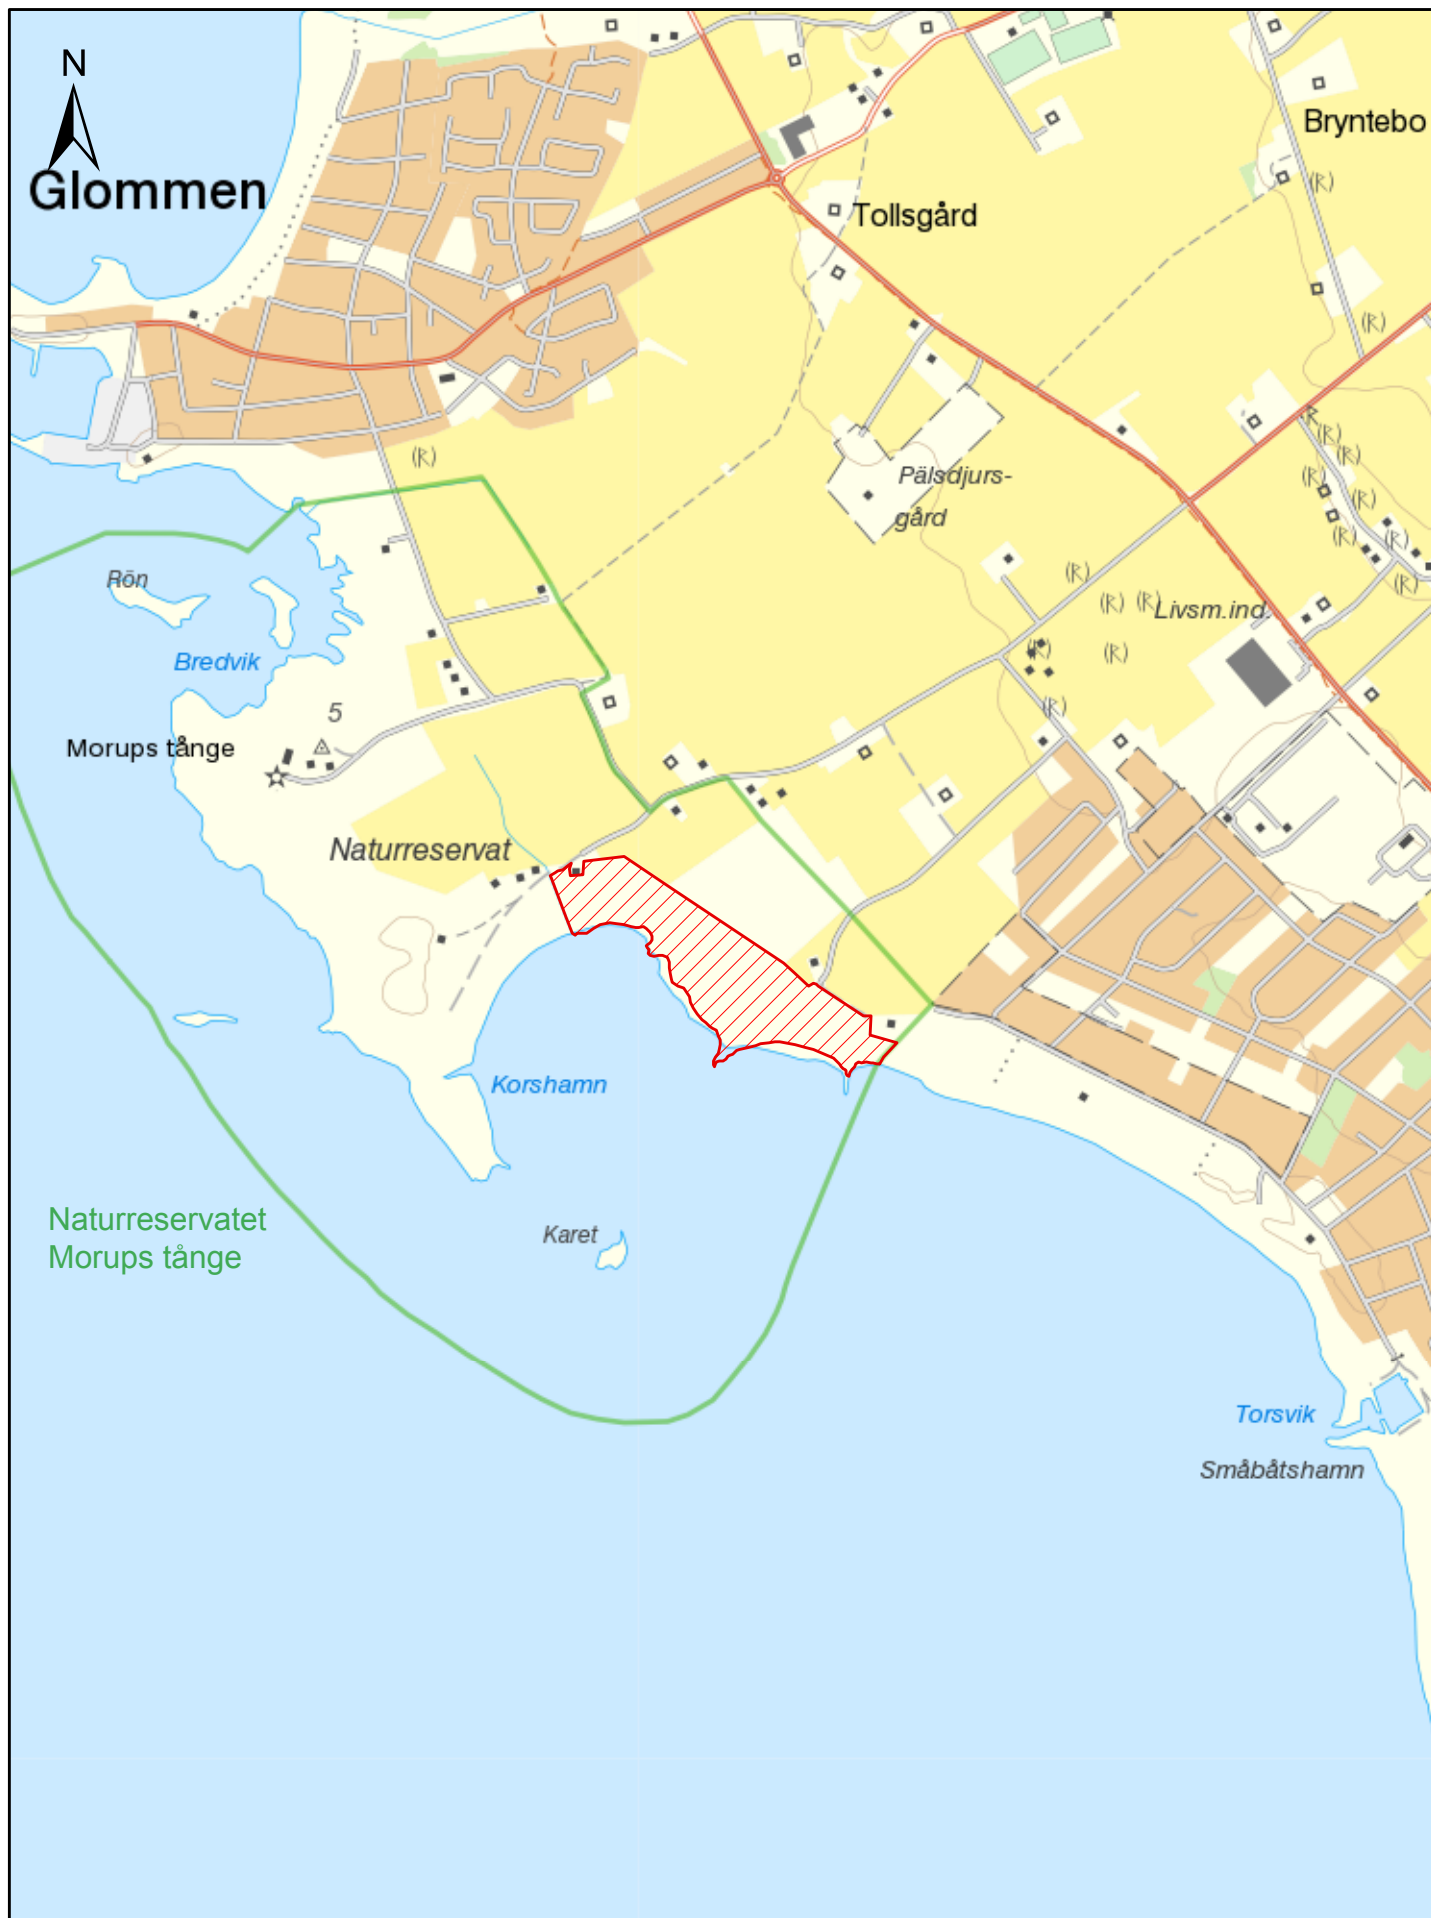 N
Glommen
Bryntebo
(R)
Tollsgård
(R)
(R)
Pälsdjurs-
gård
R
(R)
(R)
(R)
(R)
(R)
(R)
(R)
(R)
(R)
(R)
Livsm.ind.
(R)
(R)
(R)
Rön
Bredvik
5
Morups tånge
Naturreservat
Korshamn
Naturreservatet
Morups tånge
Karet
Torsvik
Småbåtshamn